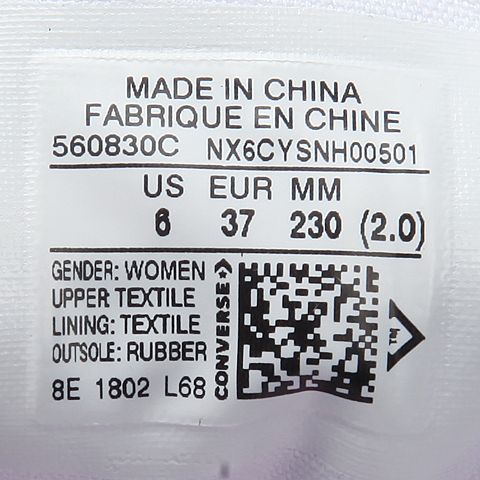 MADE IN CHINA
FABRIQUE EN CHINE
560830C NX6CYSNH00501
US EUR MM
6 37 230 (2.0)
GENDER: WOMEN
UPPER: TEXTILE
LINING: TEXTILE
OUTSOLE: RUBBER
8E 1802 L68
CONVERSE